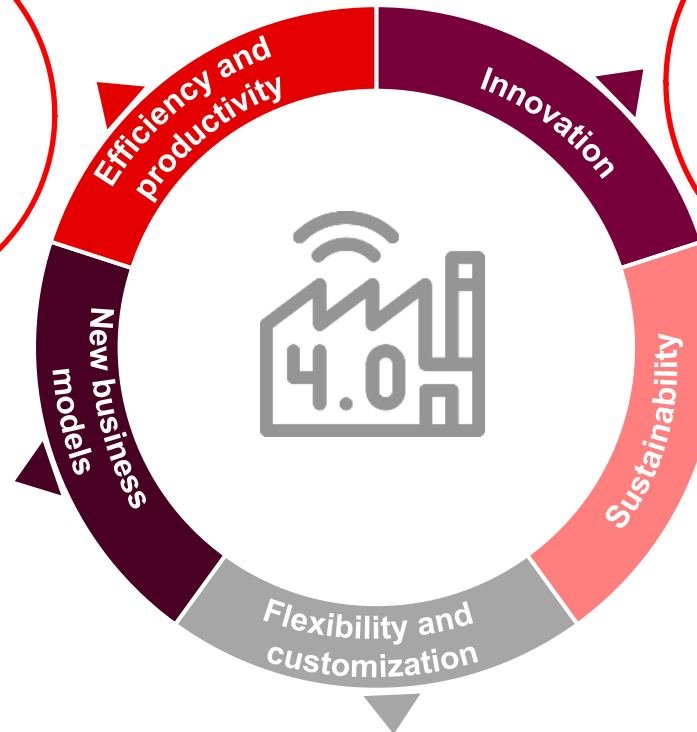 Efficiency and
productivity
Innovation
Sustainability
Flexibility and
customization
New business
models
4.0